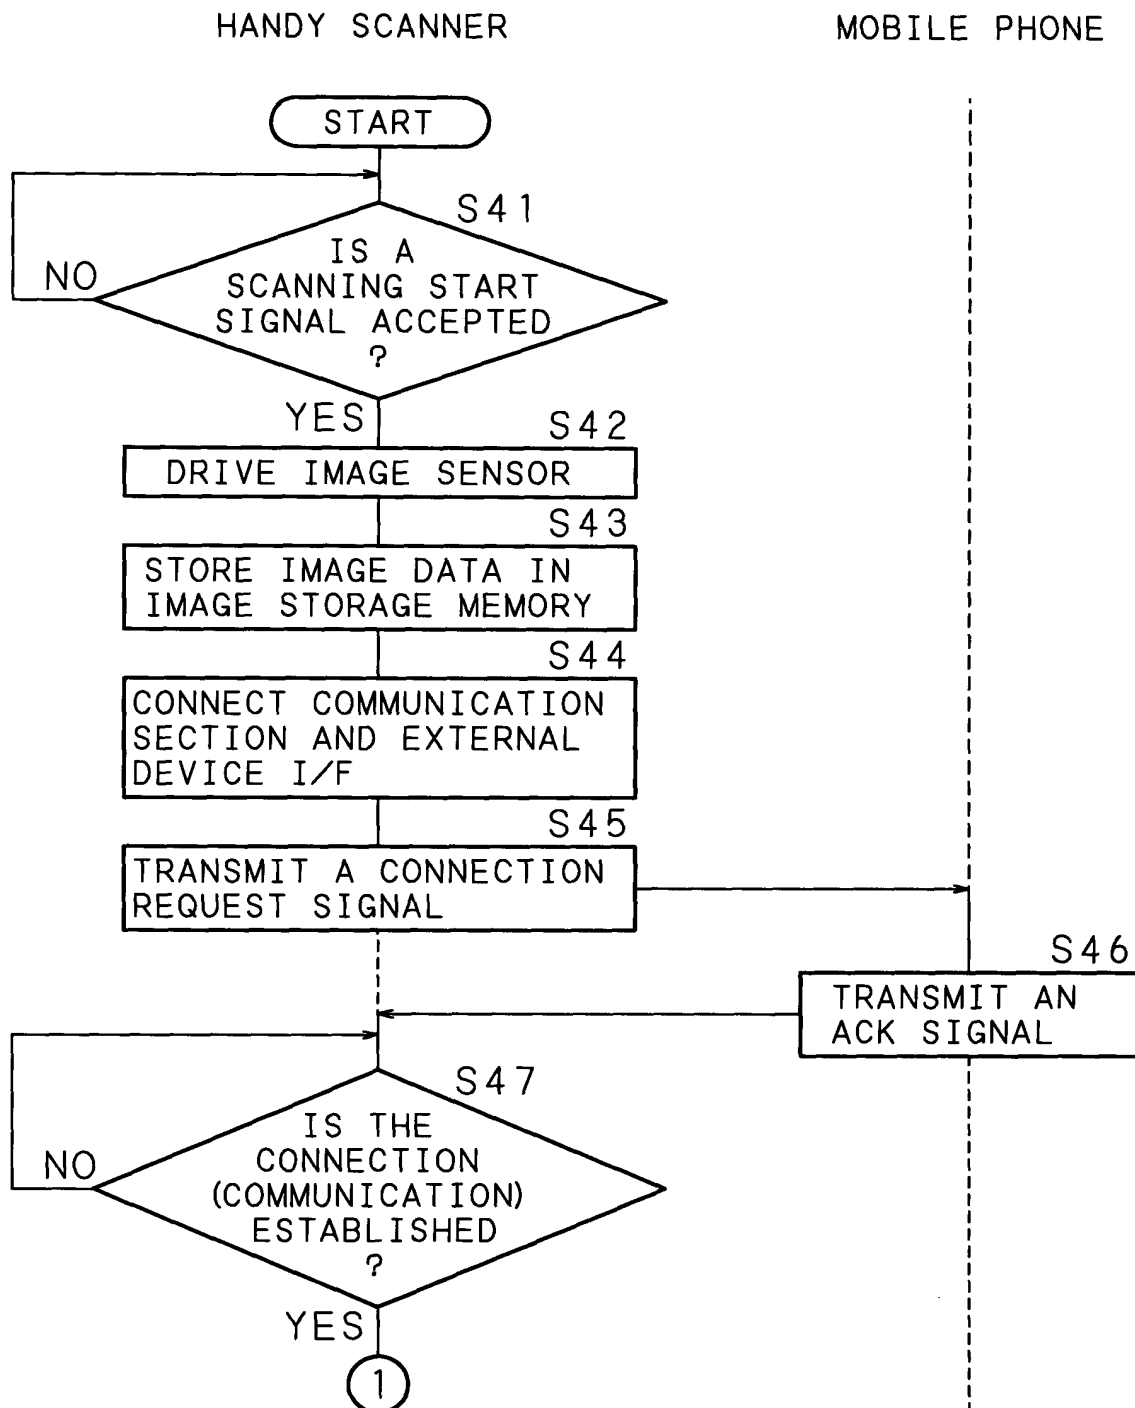 HANDY SCANNER
MOBILE PHONE
START
S41
IS A
SCANNING START
SIGNAL ACCEPTED
?
NO
YES
S42
DRIVE IMAGE SENSOR
S43
STORE IMAGE DATA IN
IMAGE STORAGE MEMORY
S44
CONNECT COMMUNICATION
SECTION AND EXTERNAL
DEVICE I/F
S45
TRANSMIT A CONNECTION
REQUEST SIGNAL
S46
TRANSMIT AN
ACK SIGNAL
S47
IS THE
CONNECTION
(COMMUNICATION)
ESTABLISHED
?
NO
YES
1